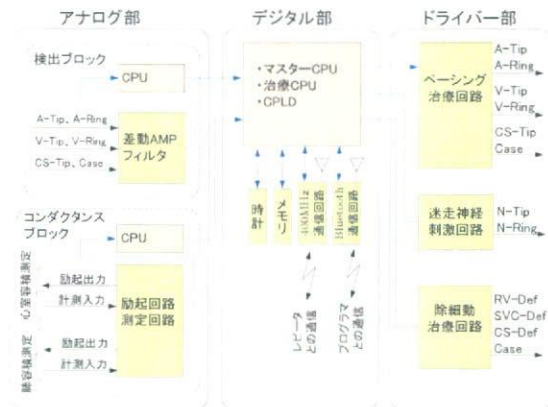 アナログ部
検出ブロック
CPU
A-Tip、A-Ring
V-Tip、V-Ring
CS-Tip、Case
差動AMP
フィルタ
コンダクタンス
ブロック
CPU
心室容積測定
励起出力
計測入力
励起出力
計測入力
励起回路
測定回路
デジタル部
・マスターCPU
・治療CPU
・CPLD
時計
メモリ
400MHz
通信回路
Bluetooth
通信回路
レピータ
との通信
プログラマ
との通信
ドライバー部
ペーシング
治療回路
A-Tip
A-Ring
V-Tip
V-Ring
CS-Tip
Case
迷走神経
刺激回路
N-Tip
N-Ring
除細動
治療回路
RV-Def
SVC-Def
CS-Def
Case